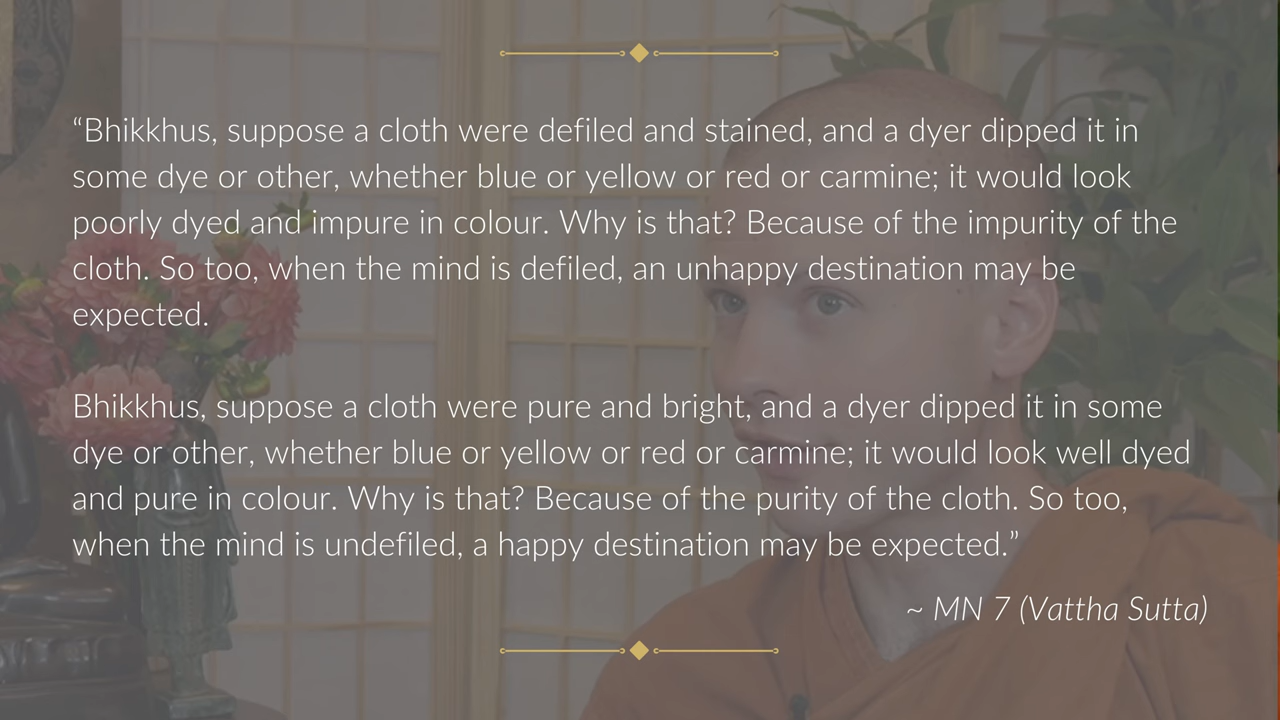 “Bhikkhus, suppose a cloth were defiled and stained, and a dyer dipped it in
some dye or other, whether blue or yellow or red or carmine; it would look
poorly dyed and impure in colour. Why is that? Because of the impurity of the
cloth. So too, when the mind is defiled, an unhappy destination may be
expected.
Bhikkhus, suppose a cloth were pure and bright, and a dyer dipped it in some
dye or other, whether blue or yellow or red or carmine; it would look well dyed
and pure in colour. Why is that? Because of the purity of the cloth. So too,
when the mind is undefiled, a happy destination may be expected.”
~ MN 7 (Vattha Sutta)